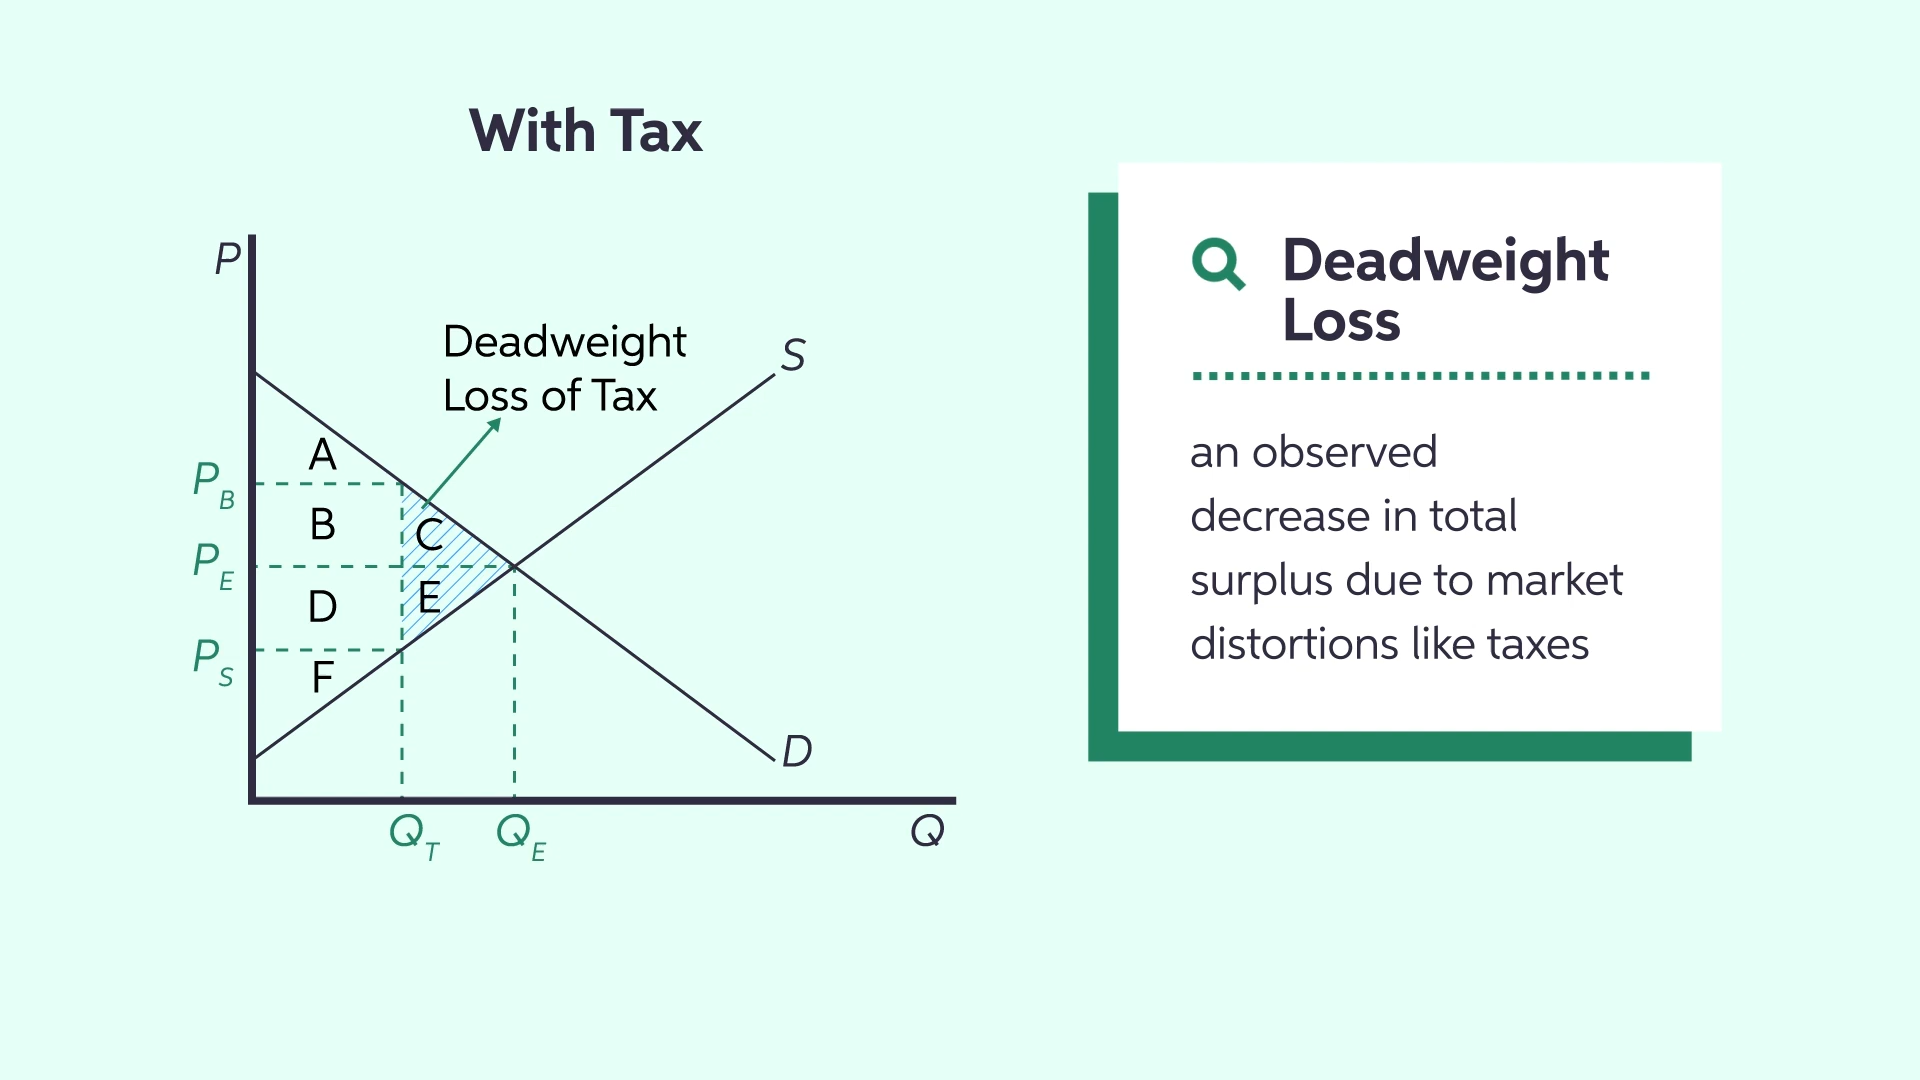 With Tax
P
Deadweight
Loss of Tax
S
A
P_B
B
C
P_E
E
D
P_S
F
D
Q_T
Q_E
Q
Deadweight
Loss
an observed
decrease in total
surplus due to market
distortions like taxes